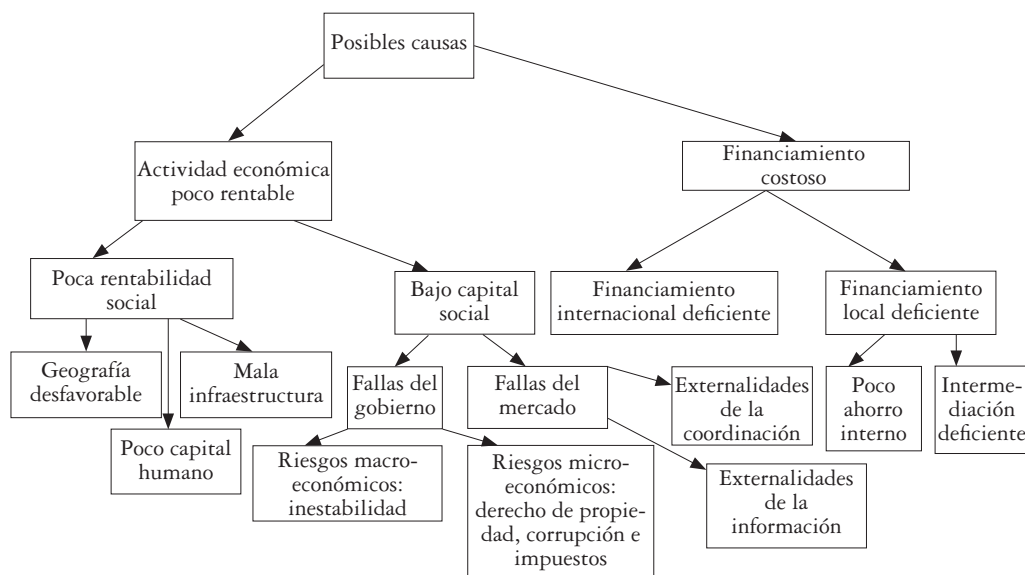 Posibles causas
Actividad económica
poco rentable
Financiamiento
costoso
Poca rentabilidad
social
Bajo capital
social
Financiamiento
internacional deficiente
Financiamiento
local deficiente
Geografía
desfavorable
Mala
infraestructura
Poco capital
humano
Fallas del
gobierno
Fallas del
mercado
Externalidades
de la
coordinación
Poco
ahorro
interno
Interme-
diación
deficiente
Riesgos macro-
económicos:
inestabilidad
Riesgos micro-
económicos:
derecho de propie-
dad, corrupción e
impuestos
Externalidades
de la
información